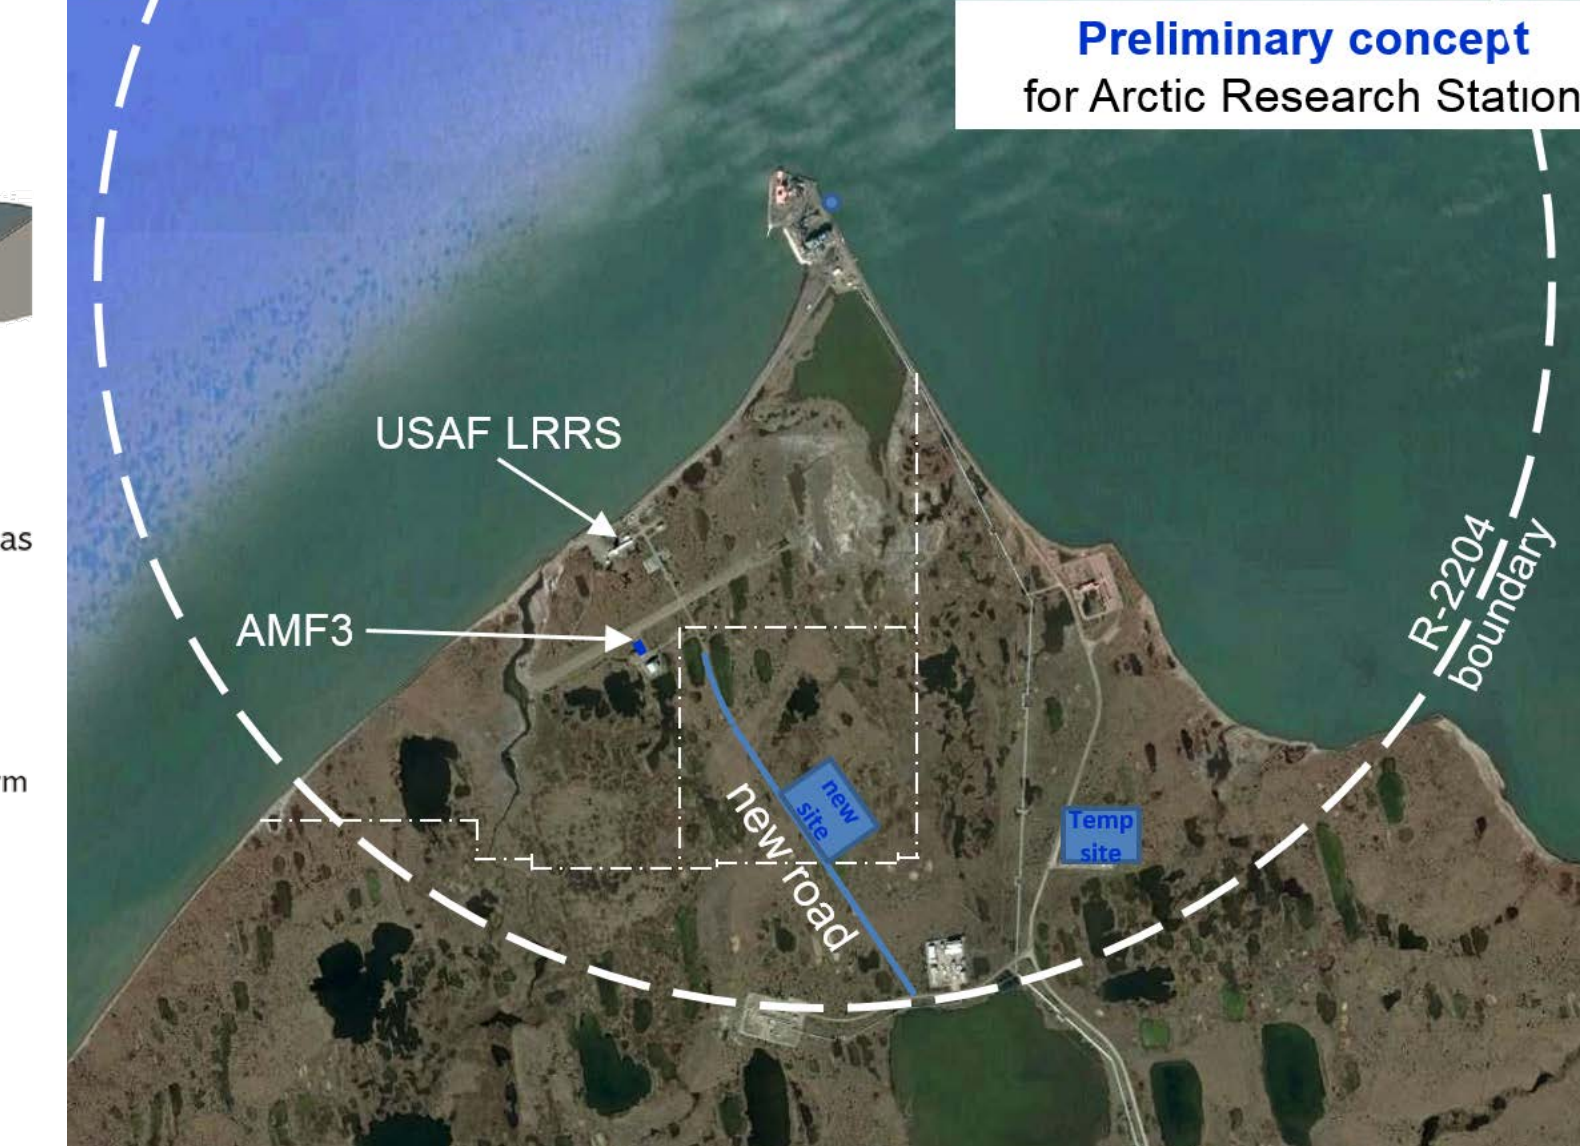 Preliminary concept
for Arctic Research Station
USAF LRRS
as
AMF3
R-2204
boundary
rm
new
site
Temp
site
new road